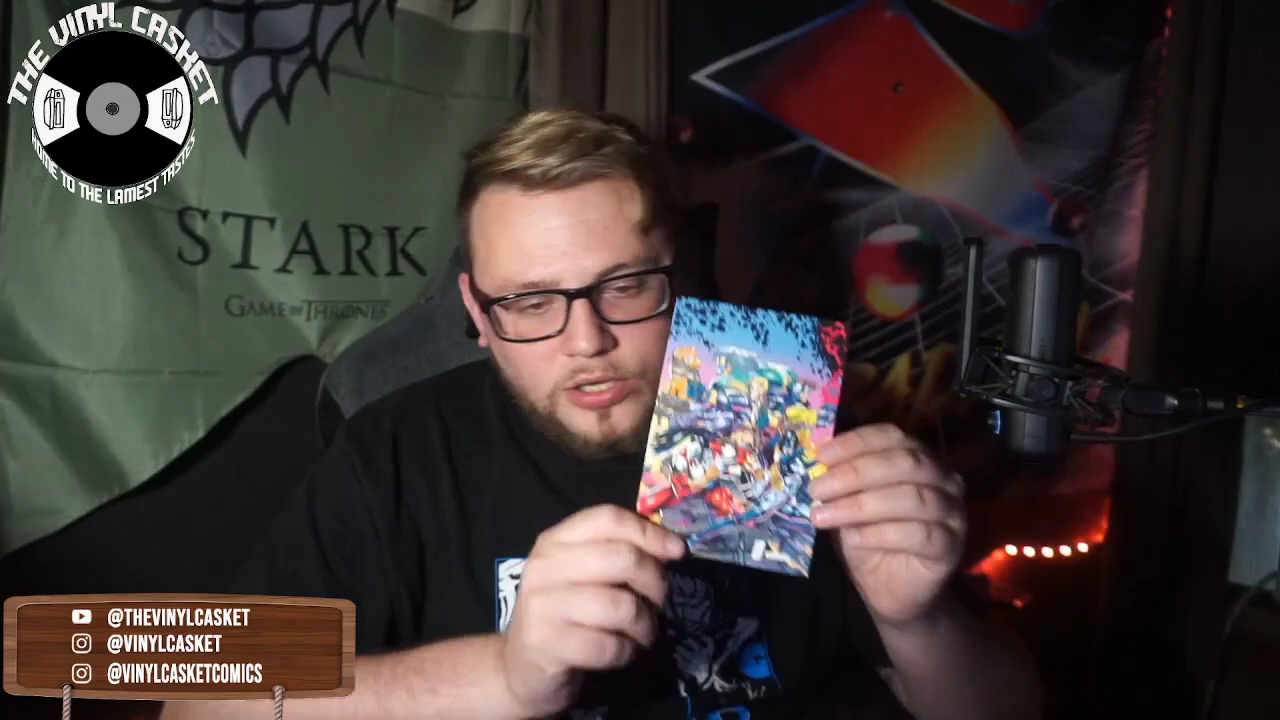 THE VINYL CASKET
HOME TO THE LAMEST TASTES
STARK
GAME OF THRONES
@THEVINYLCASKET
@VINYLCASKET
@VINYLCASKETCOMICS